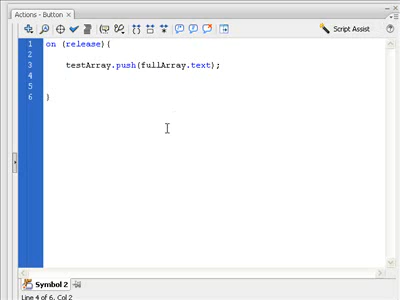 Actions - Button ×
Script Assist
1 on (release){
2
3 testArray.push(fullArray.text);
4
5
6 }
Symbol 2
Line 4 of 6, Col 2